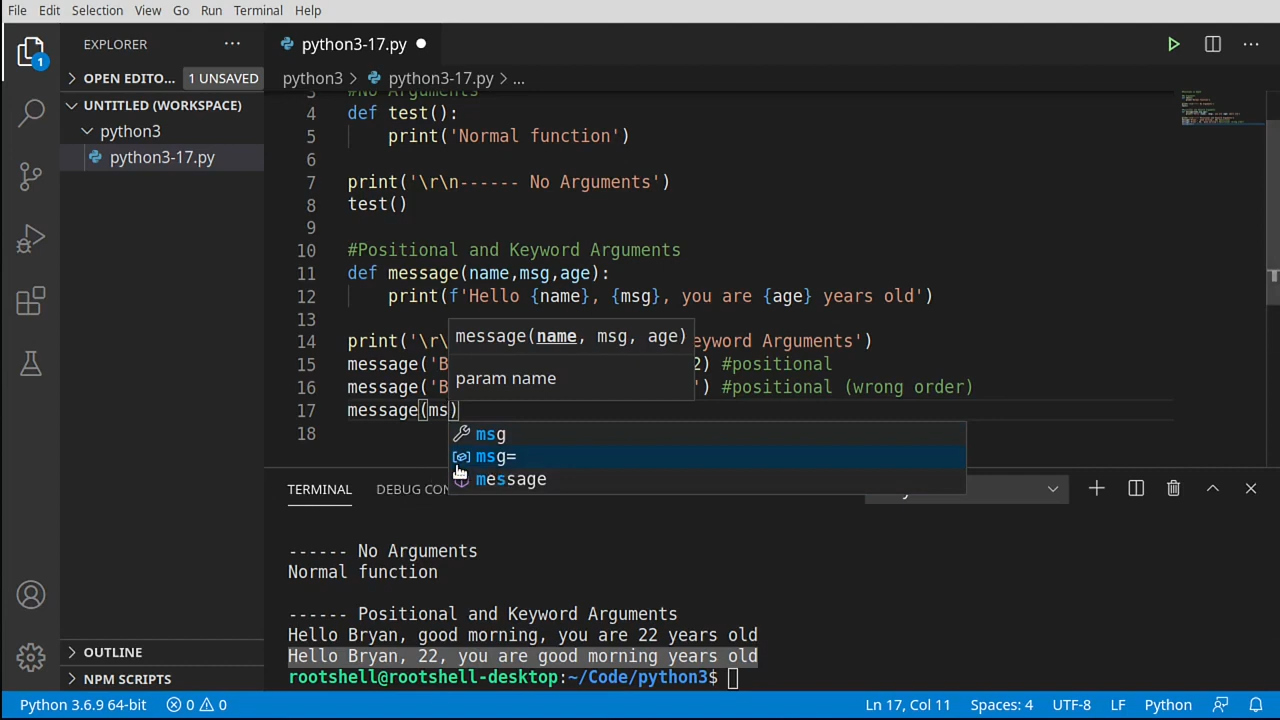 File Edit Selection View Go Run Terminal Help
EXPLORER
python3-17.py
1
OPEN EDITO... 1 UNSAVED
python3 > python3-17.py > ...
UNTITLED (WORKSPACE)
python3
python3-17.py
4 def test():
5 print('Normal function')
6
7 print('\r\n------ No Arguments')
8 test()
9
10 #Positional and Keyword Arguments
11 def message(name,msg,age):
12 print(f'Hello {name}, {msg}, you are {age} years old')
13
14 print('\r\ eyword Arguments')
message(name, msg, age)
15 message('B 2) #positional
param name
16 message('B ') #positional (wrong order)
17 message(ms)
18
msg
msg=
message
TERMINAL DEBUG CON
------ No Arguments
Normal function
------ Positional and Keyword Arguments
Hello Bryan, good morning, you are 22 years old
Hello Bryan, 22, you are good morning years old
rootshell@rootshell-desktop:~/Code/python3$
OUTLINE
NPM SCRIPTS
Python 3.6.9 64-bit 0 0 Ln 17, Col 11 Spaces: 4 UTF-8 LF Python